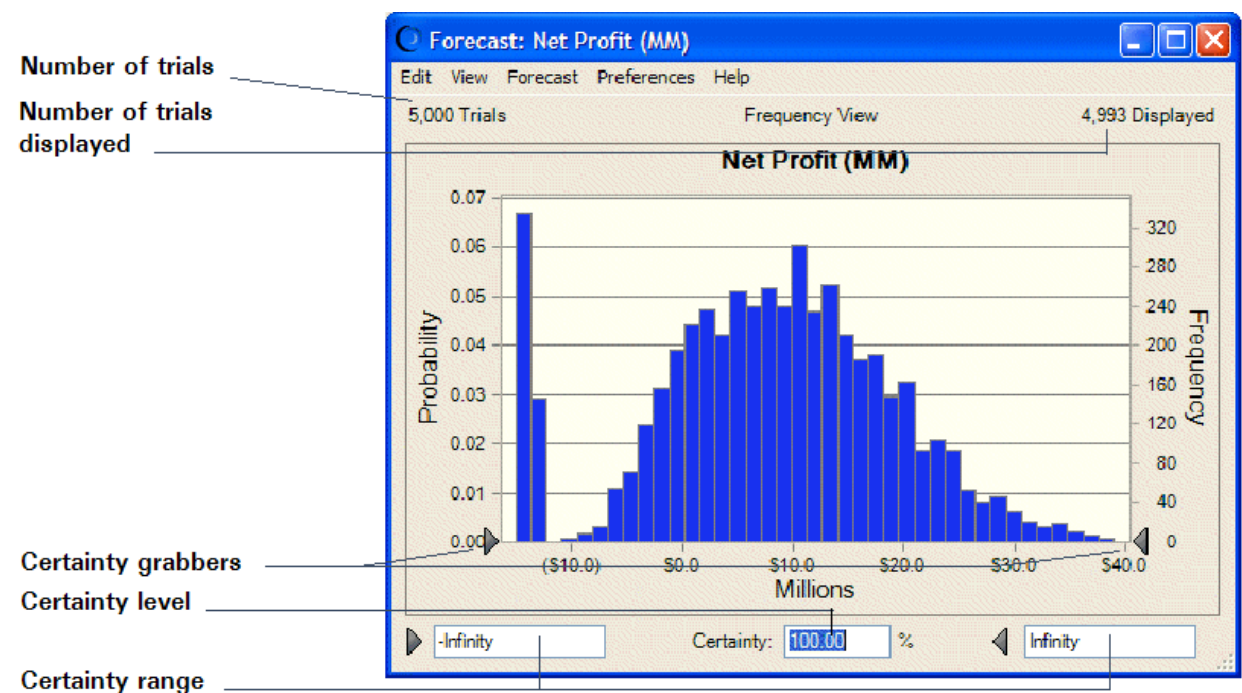 Forecast: Net Profit (MM)
Number of trials
Edit View Forecast Preferences Help
Number of trials
displayed
5,000 Trials Frequency View 4,993 Displayed
Net Profit (MM)
0.07
0.06
0.05
0.04
0.03
0.02
0.01
0.00
Probability
320
280
240
200
160
120
80
40
0
Frequency
($10.0) $0.0 $10.0 $20.0 $30.0 $40.0
Millions
Certainty grabbers
Certainty level
-Infinity Certainty: 100.00 % Infinity
Certainty range